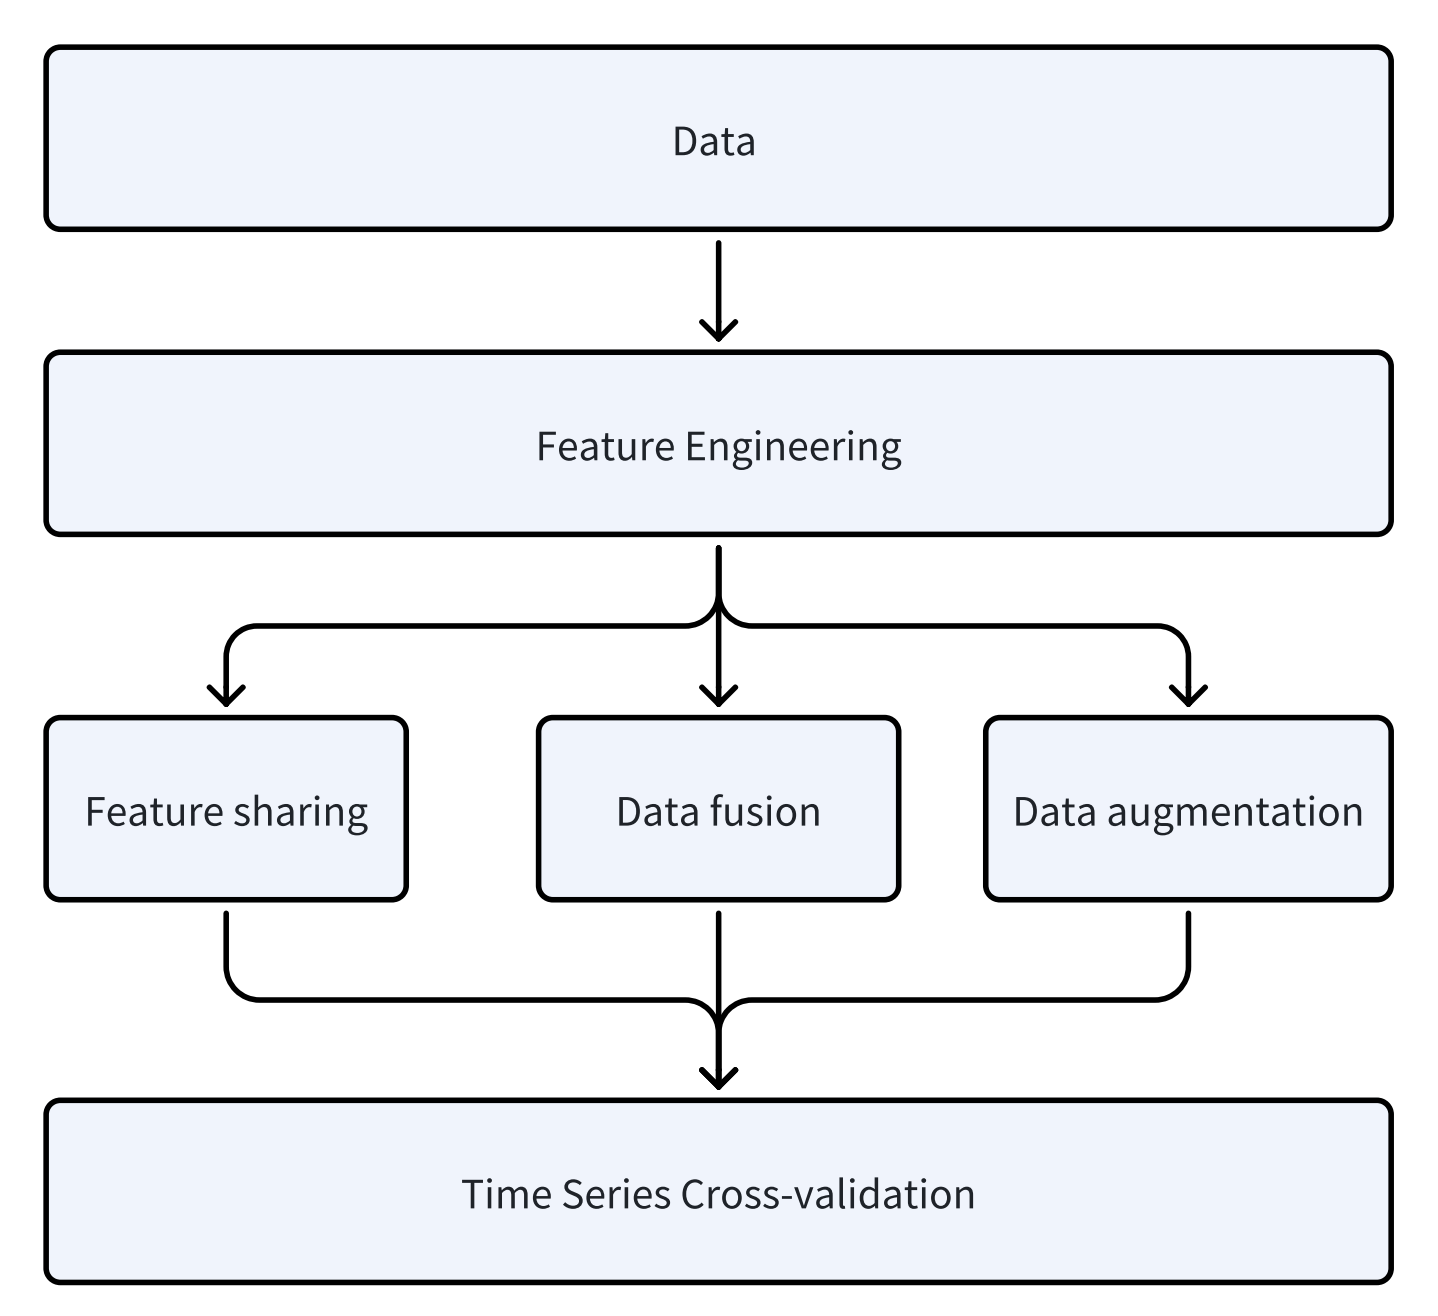 Data
Feature Engineering
Feature sharing
Data fusion
Data augmentation
Time Series Cross-validation